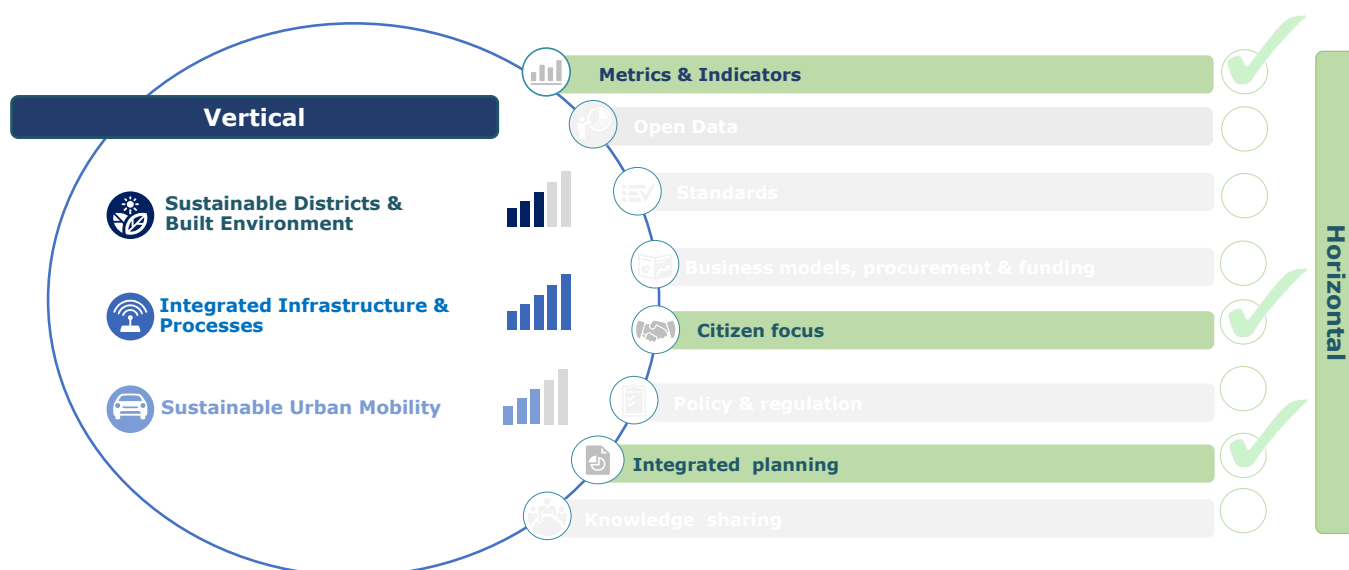 Metrics & Indicators
Vertical
Open Data
Sustainable Districts &
Built Environment
Standards
Business models, procurement & funding
Integrated Infrastructure &
Processes
Citizen focus
Sustainable Urban Mobility
Policy & regulation
Integrated planning
Knowledge sharing
Horizontal